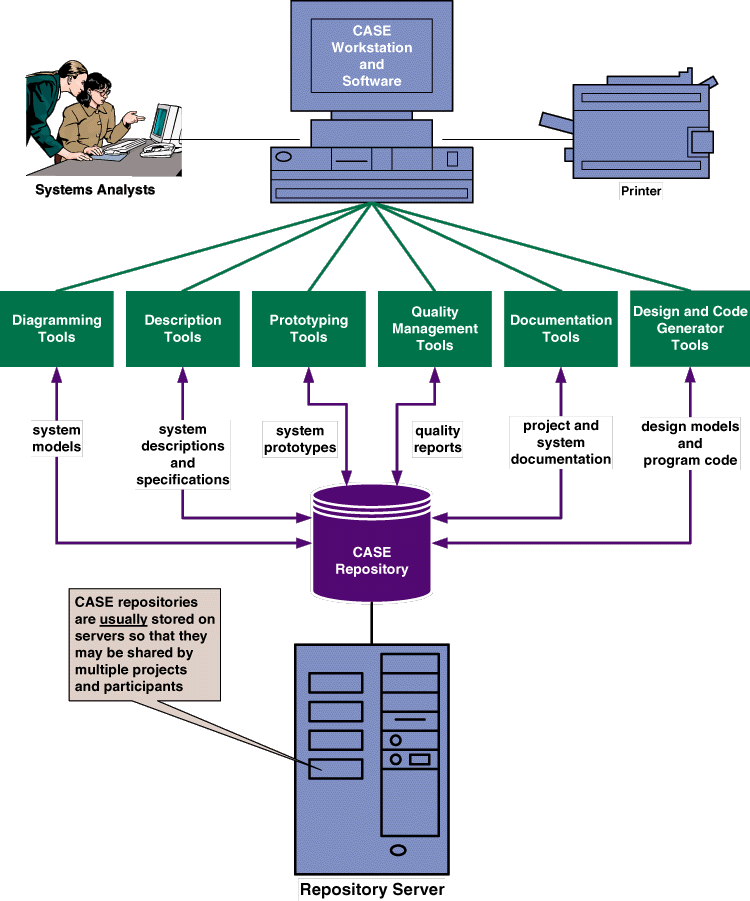 CASE
Workstation
and
Software
Systems Analysts
Printer
Diagramming
Tools
Description
Tools
Prototyping
Tools
Quality
Management
Tools
Documentation
Tools
Design and Code
Generator
Tools
system
models
system
descriptions
and
specifications
system
prototypes
quality
reports
project and
system
documentation
design models
and
program code
CASE
Repository
CASE repositories
are usually stored on
servers so that they
may be shared by
multiple projects
and participants
Repository Server